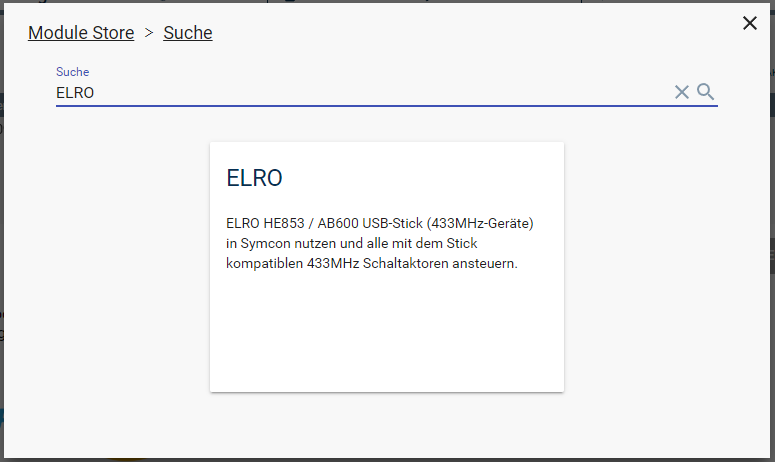 Module Store > Suche
Suche
ELRO
ELRO
ELRO HE853 / AB600 USB-Stick (433MHz-Geräte)
in Symcon nutzen und alle mit dem Stick
kompatiblen 433MHz Schaltaktoren ansteuern.